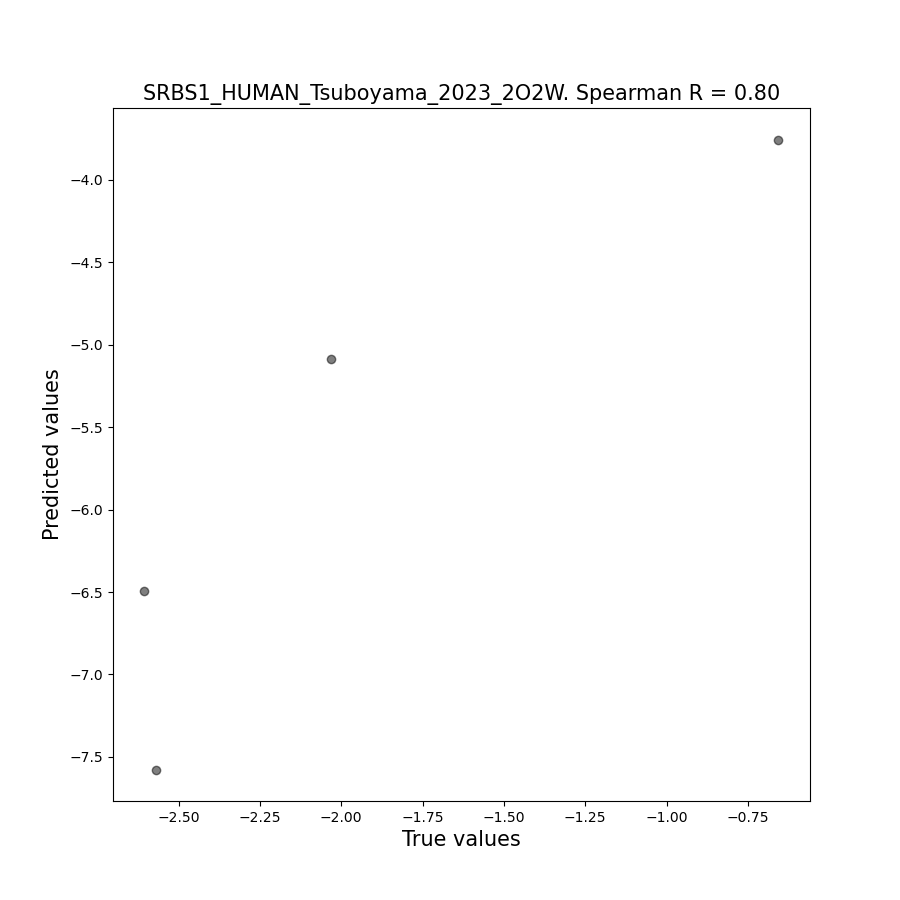 SRBS1_HUMAN_Tsuboyama_2023_2O2W. Spearman R = 0.80
−4.0
−4.5
−5.0
−5.5
−6.0
−6.5
−7.0
−7.5
Predicted values
−2.50 −2.25 −2.00 −1.75 −1.50 −1.25 −1.00 −0.75
True values